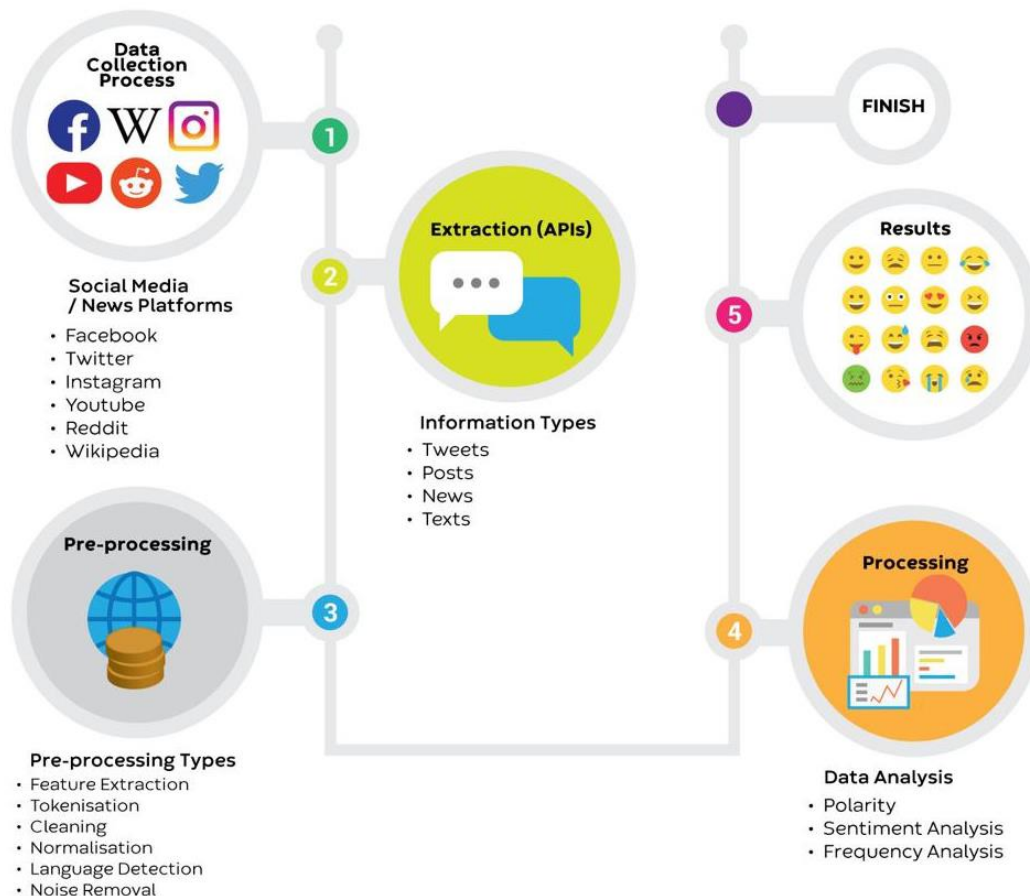 Data
Collection
Process
W
1
Social Media
/ News Platforms
• Facebook
• Twitter
• Instagram
• Youtube
• Reddit
• Wikipedia
2
Extraction (APIs)
Information Types
• Tweets
• Posts
• News
• Texts
Pre-processing
3
Pre-processing Types
• Feature Extraction
• Tokenisation
• Cleaning
• Normalisation
• Language Detection
• Noise Removal
4
Processing
Data Analysis
• Polarity
• Sentiment Analysis
• Frequency Analysis
5
Results
FINISH